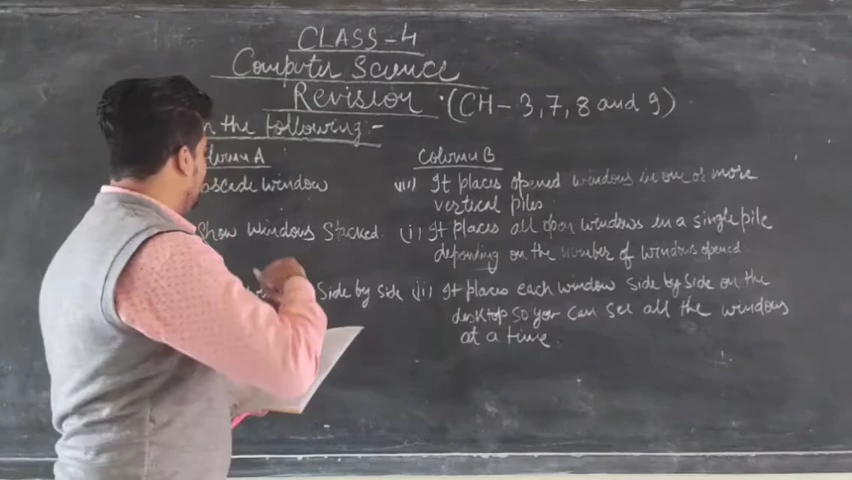 CLASS-4
Computer Science
Revision (CH-3,7,8 and 9)
the following:-
Column B
cascade window
(iii) It places opened windows in one or more
vertical piles
Show windows stacked
(i) It places all open windows in a single pile
depending on the number of windows opened
Side by side
(ii) It places each window side by side on the
desktop so you can see all the windows
at a time.